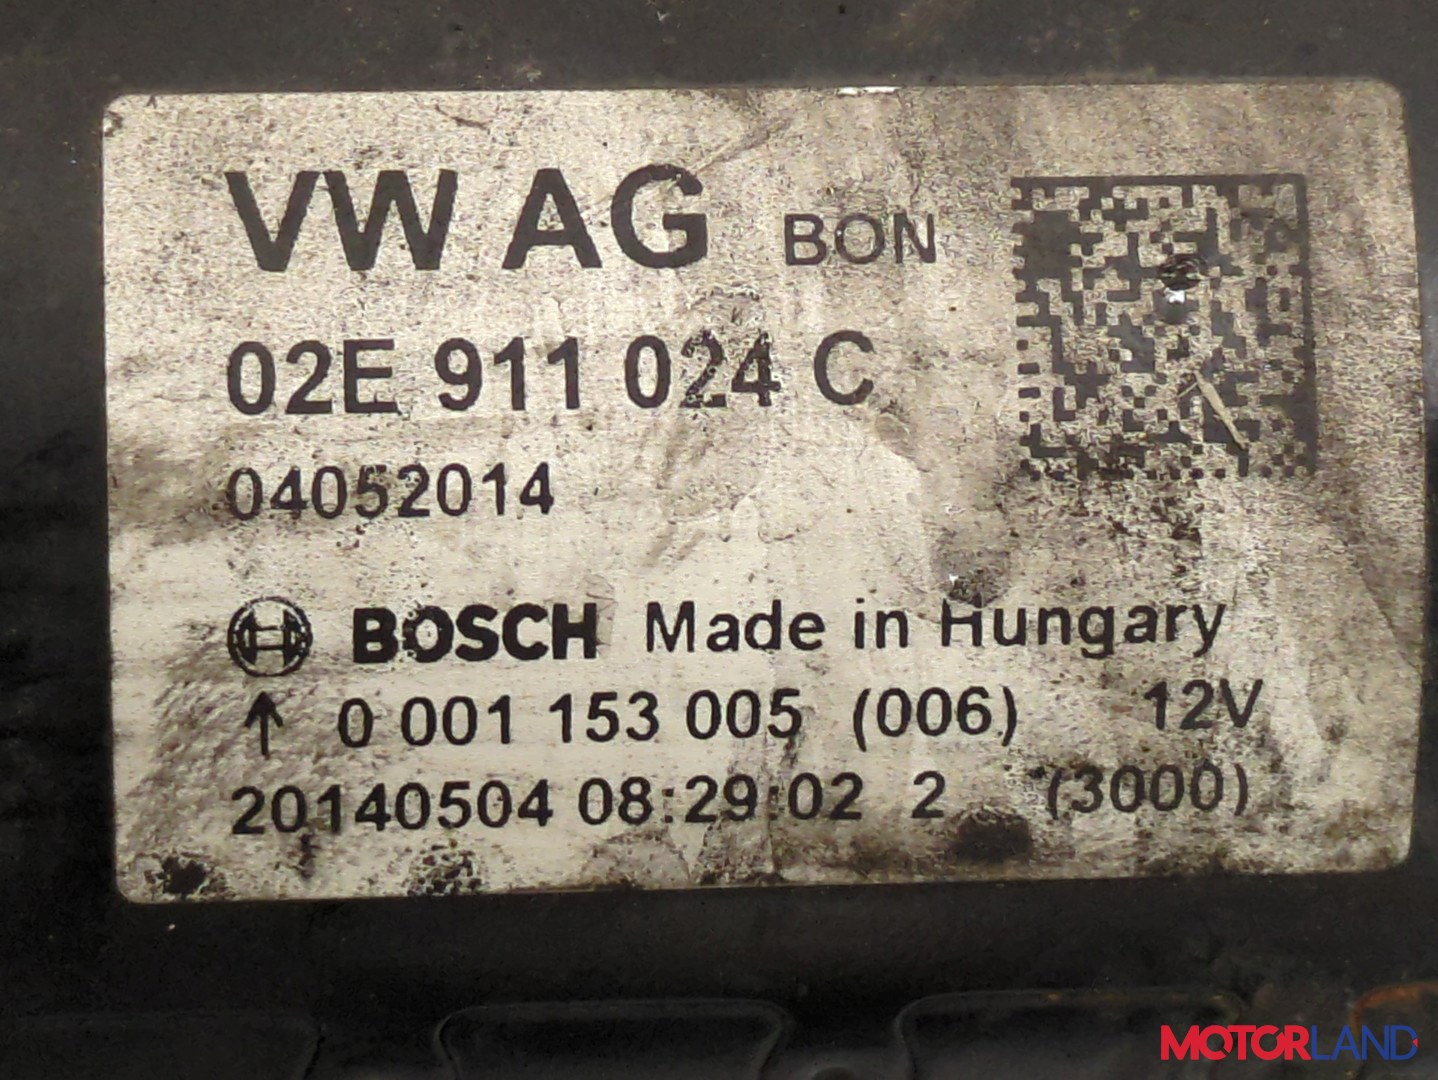 VW AG BON
02E 911 024 C
04052014
BOSCH Made in Hungary
↑ 0 001 153 005 (006) 12V
20140504 08:29:02 2 (3000)
MOTORLAND